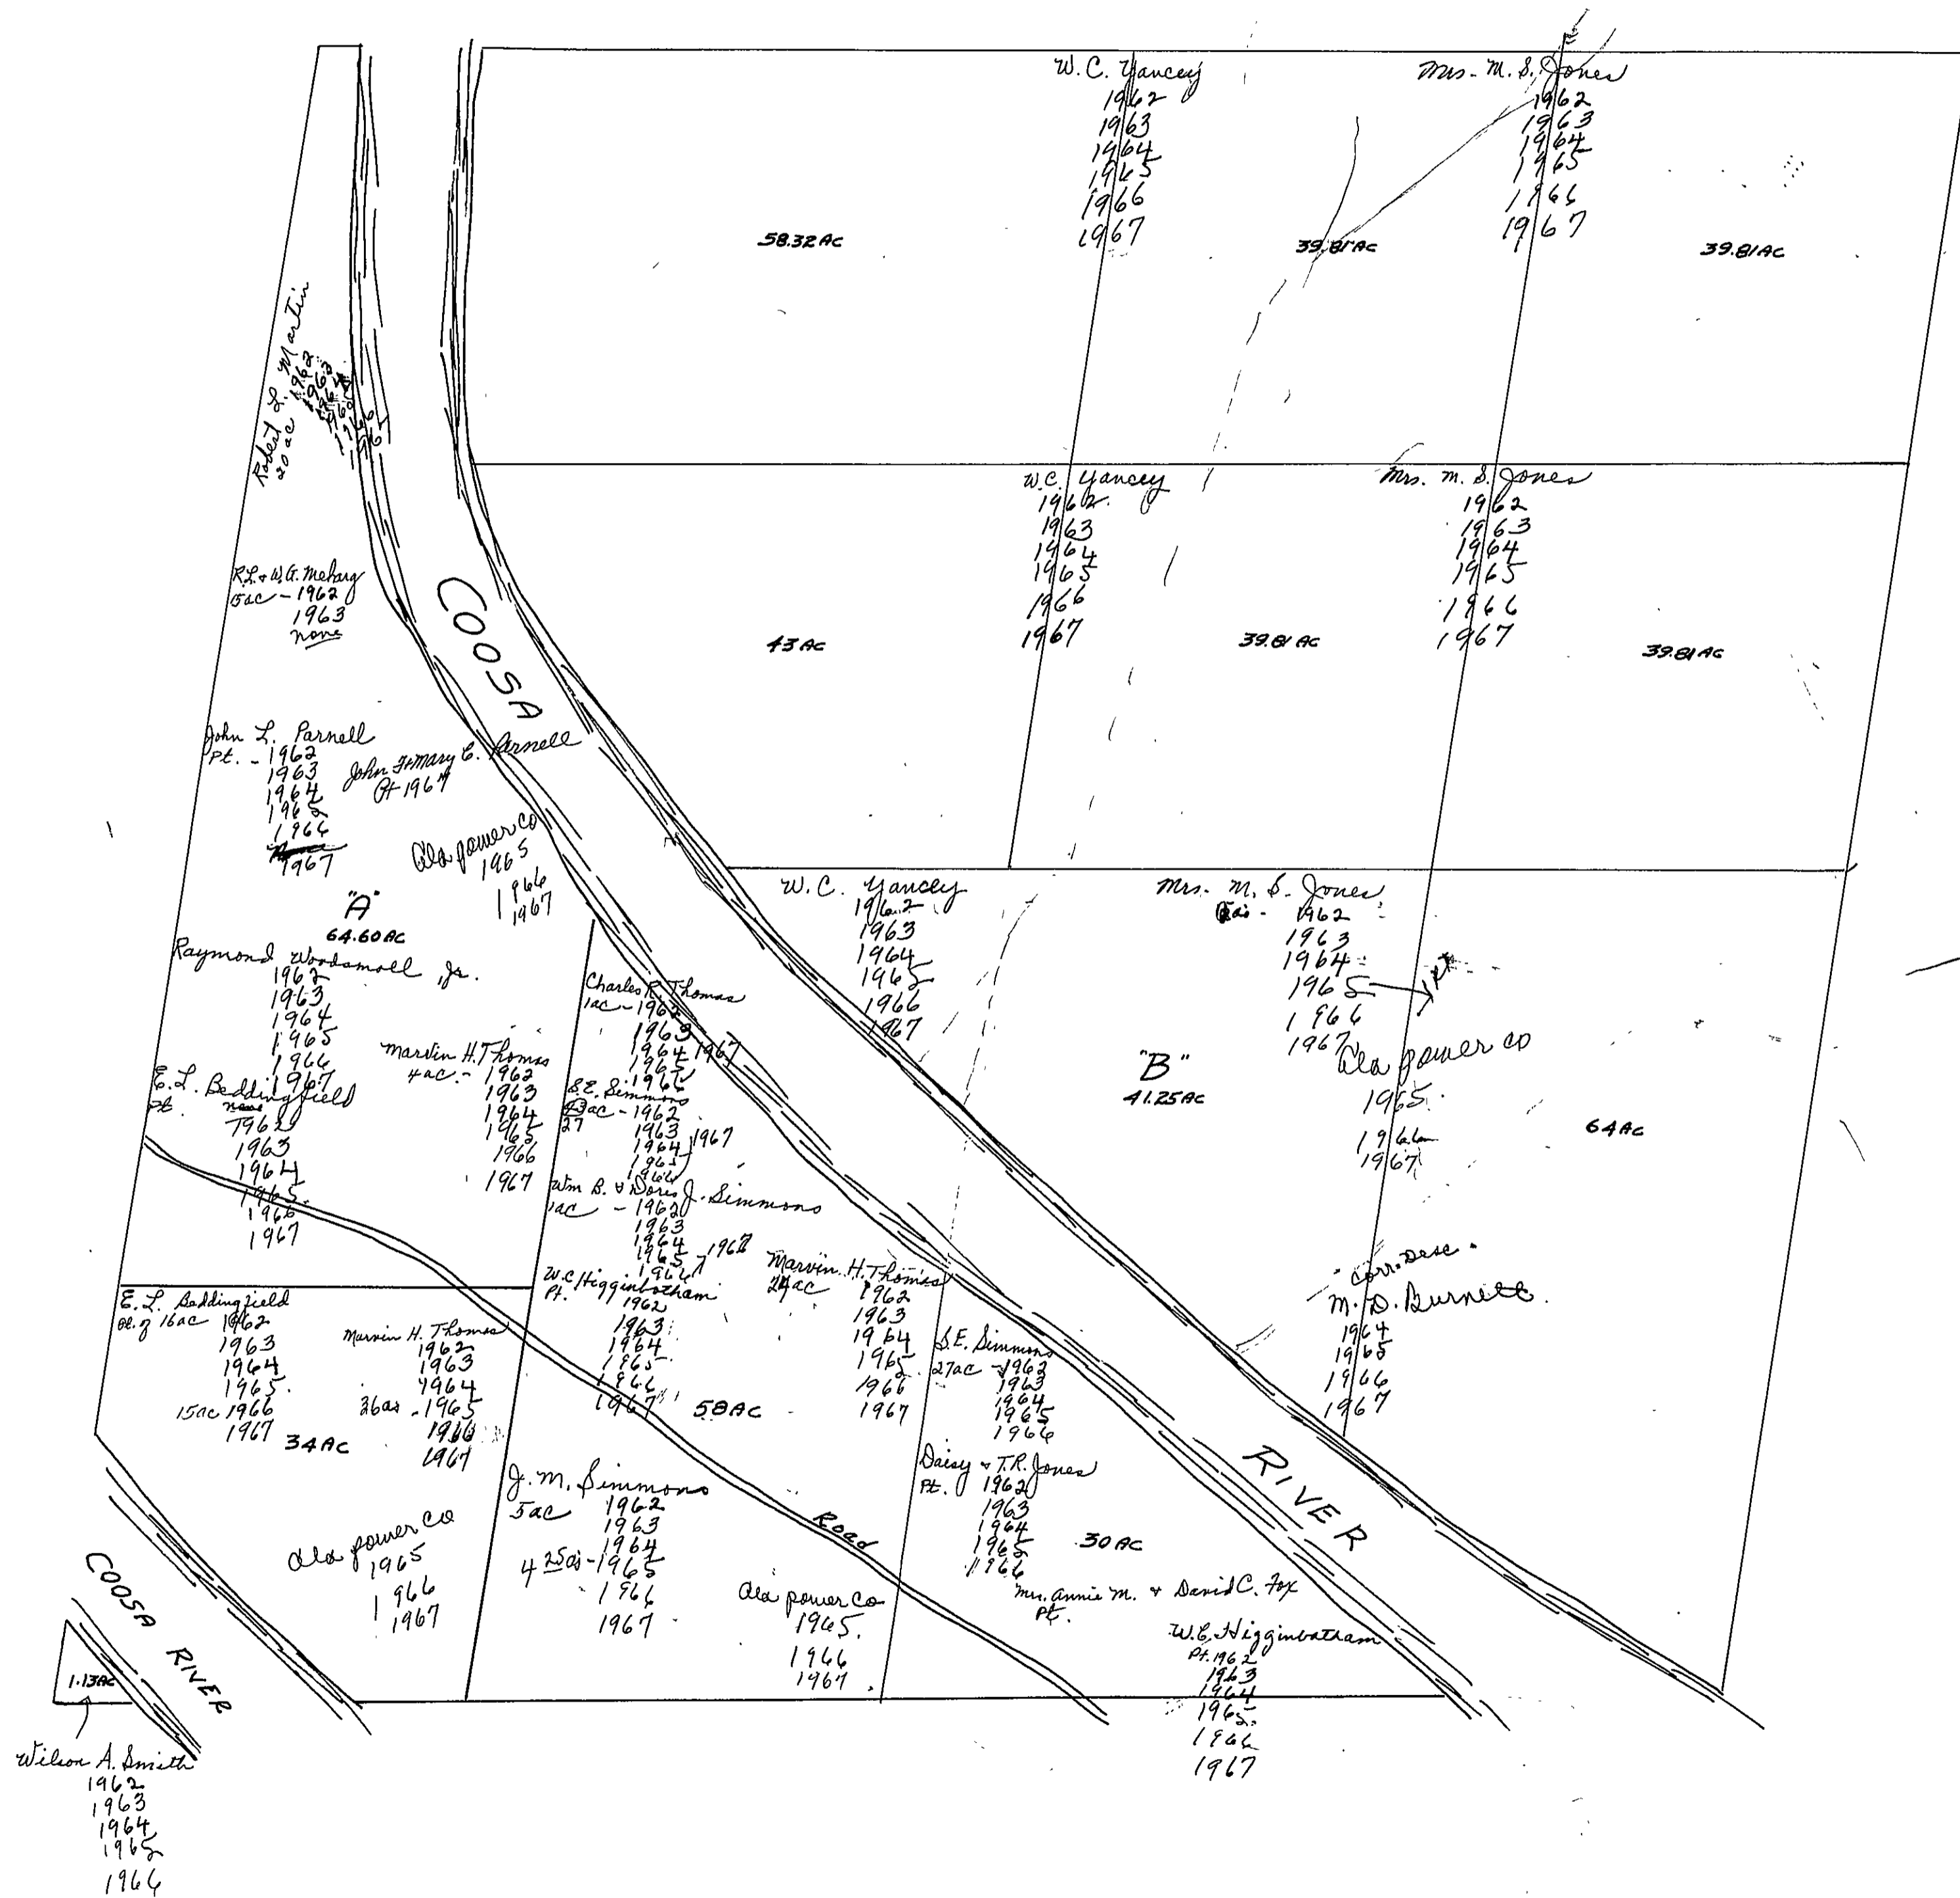 W. C. Yancey
1962
1963
1964
1965
1966
1967
Mrs. M. S. Jones
1962
1963
1964
1965
1966
1967
58.32 AC
39.81 AC
39.81 AC
Robert L. Martin
20 ac
1962
1963
1964
1965
1966
1967
W. C. Yancey
1962
1963
1964
1965
1966
1967
Mrs. M. S. Jones
1962
1963
1964
1965
1966
1967
43 AC
39.81 AC
39.81 AC
R.L. & W.G. Meharg
15ac - 1962
1963
none
COOSA
John L. Parnell
Pt. - 1962
1963
1964
1965
1966
1967
John F & Mary C. Parnell
Pt 1967
Ala power co
1965
1966
1967
"A"
64.60 AC
Raymond Woodsmall Jr.
1962
1963
1964
1965
1966
1967
none
E. L. Beddingfield
Pt.
1962
1963
1964
1965
1966
1967
Marvin H. Thomas
4 ac. - 1962
1963
1964
1965
1966
1967
Charles R. Thomas
1ac - 1962
1963
1964 1967
1965
1966
S.E. Simmons
ac - 1962
27 1963
1964 1967
1965
1966
Wm B. & Doris J. Simmons
1ac - 1962
1963
1964
1965 - 1967
1966
W.C. Higginbotham
Pt.
1962
1963
1964
1965
1966
1967
58 AC
Marvin H. Thomas
24ac 1962
1963
1964
1965
1966
1967
W. C. Yancey
1962
1963
1964
1965
1966
1967
Mrs. M. S. Jones
1962
1963
1964
1965
1966
1967
"B"
41.25 AC
Ala power co
1965
1966
1967
64 AC
Corr. Desc.
M. D. Burnett
1964
1965
1966
1967
E. L. Beddingfield
16ac 1962
1963
1964
1965
15ac 1966
1967
34 AC
Marvin H. Thomas
1962
1963
1964
- 1965
1966
1967
S.E. Simmons
27ac - 1962
1963
1964
1965
1966
Daisy & T.R. Jones
Pt. 1962
1963
1964
1965
1966
30 AC
RIVER
J. M. Simmons
5ac 1962
1963
1964
- 1965
1966
1967
Road
Ala power Co
1965
1966
1967
Ala power Co
1965
1966
1967
Mrs. Annie M. & David C. Fox
Pt.
W.C. Higginbotham
Pt. 1962
1963
1964
1965
1966
1967
COOSA RIVER
1.13 AC
Wilson A. Smith
1962
1963
1964
1965
1966